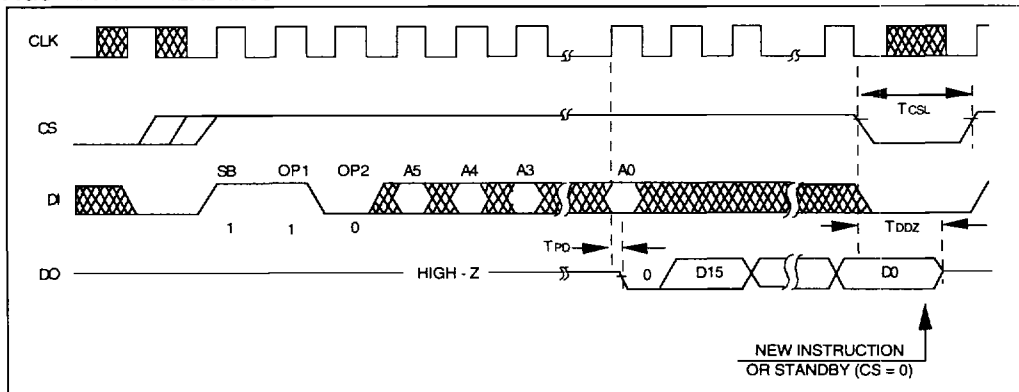 CLK
CS
TCSL
SB OP1 OP2 A5 A4 A3 A0
DI
1 1 0
TPD
TDDZ
DO
HIGH - Z
0 D15 D0
NEW INSTRUCTION
OR STANDBY (CS = 0)